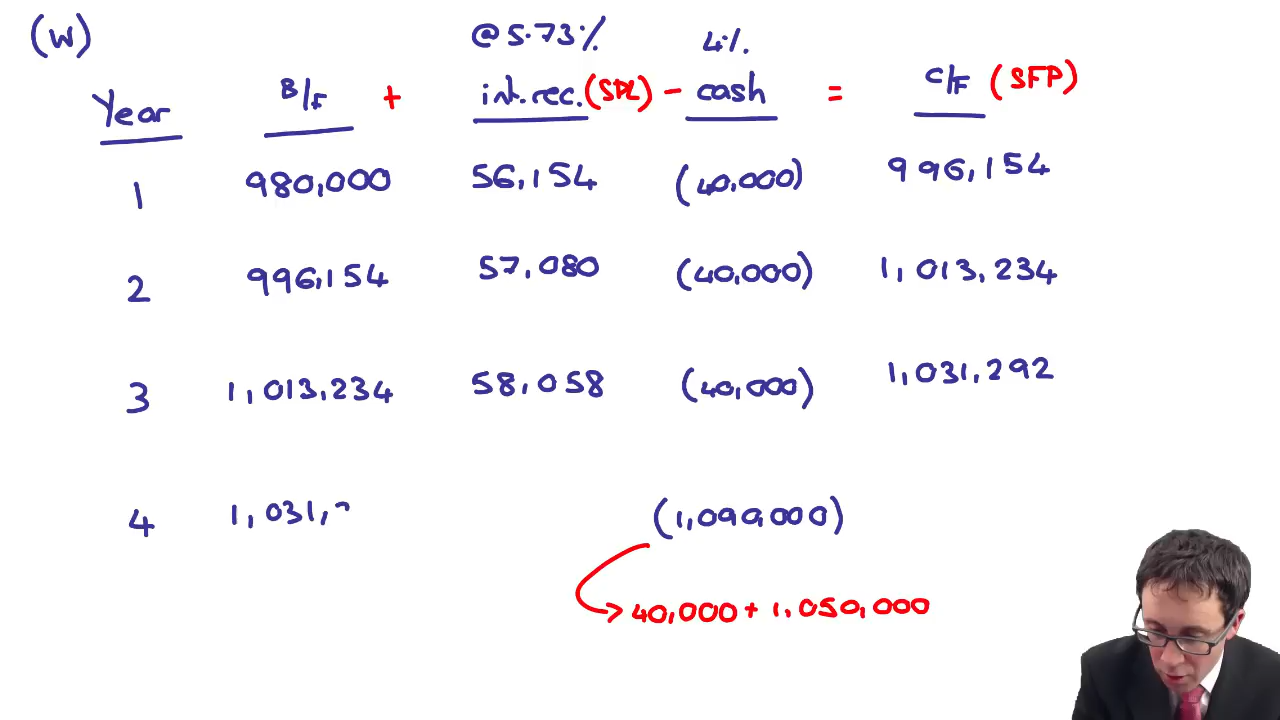 (W)
@ 5.73% 4%
Year B/f + int.rec. (SPL) - cash = C/F (SFP)
1 980,000 56,154 (40,000) 996,154
2 996,154 57,080 (40,000) 1,013,234
3 1,013,234 58,058 (40,000) 1,031,292
4 1,031, (1,090,000)
40,000 + 1,050,000